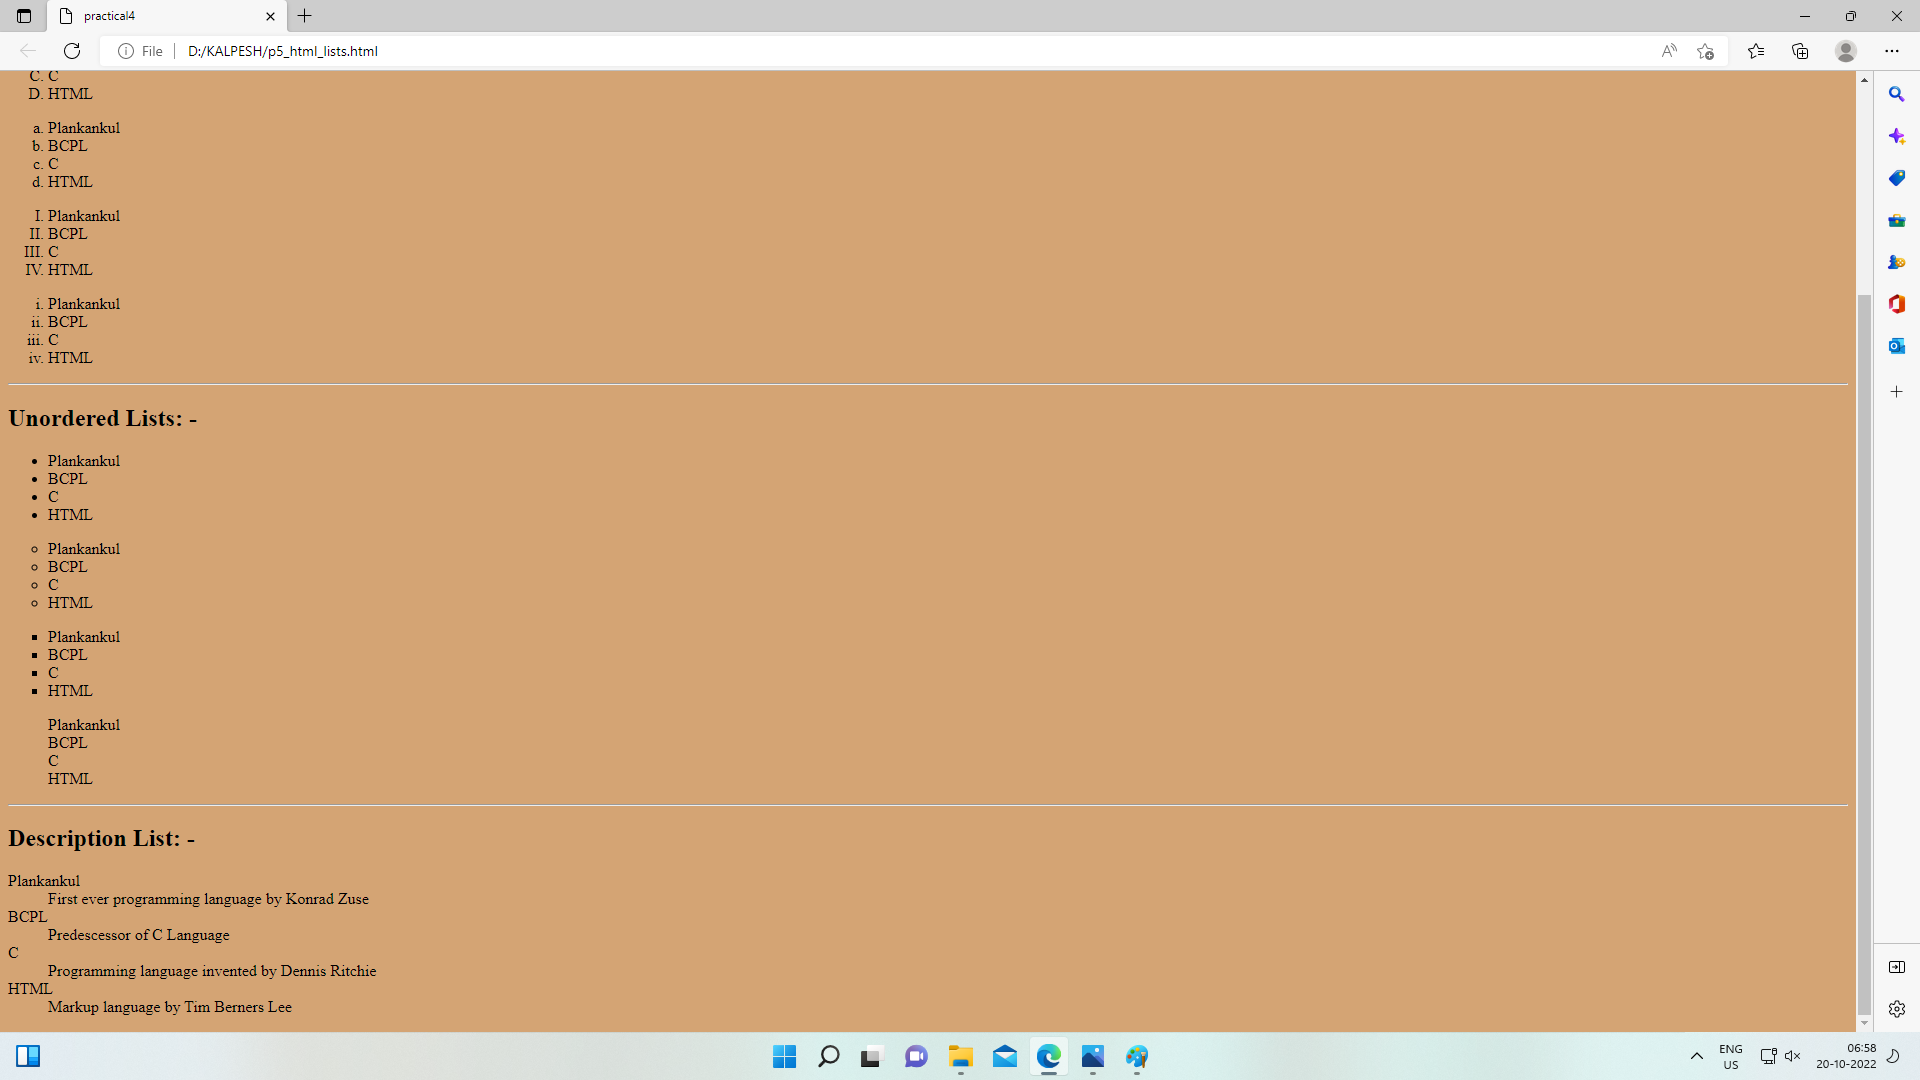 practical4
File
D:/KALPESH/p5_html_lists.html
C. C
D. HTML
a. Plankankul
b. BCPL
c. C
d. HTML
I. Plankankul
II. BCPL
III. C
IV. HTML
i. Plankankul
ii. BCPL
iii. C
iv. HTML
Unordered Lists: -
Plankankul
BCPL
C
HTML
Plankankul
BCPL
C
HTML
Plankankul
BCPL
C
HTML
Plankankul
BCPL
C
HTML
Description List: -
Plankankul
First ever programming language by Konrad Zuse
BCPL
Predescessor of C Language
C
Programming language invented by Dennis Ritchie
HTML
Markup language by Tim Berners Lee
ENG
US
06:58
20-10-2022